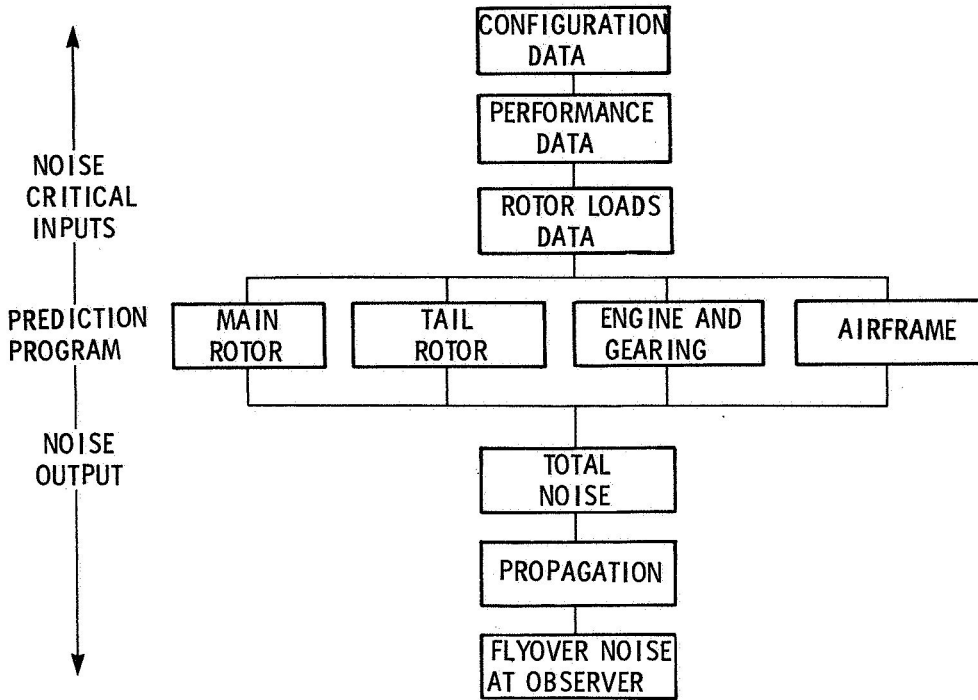 CONFIGURATION
DATA
PERFORMANCE
DATA
NOISE
CRITICAL
INPUTS
ROTOR LOADS
DATA
PREDICTION
PROGRAM
MAIN
ROTOR
TAIL
ROTOR
ENGINE AND
GEARING
AIRFRAME
NOISE
OUTPUT
TOTAL
NOISE
PROPAGATION
FLYOVER NOISE
AT OBSERVER